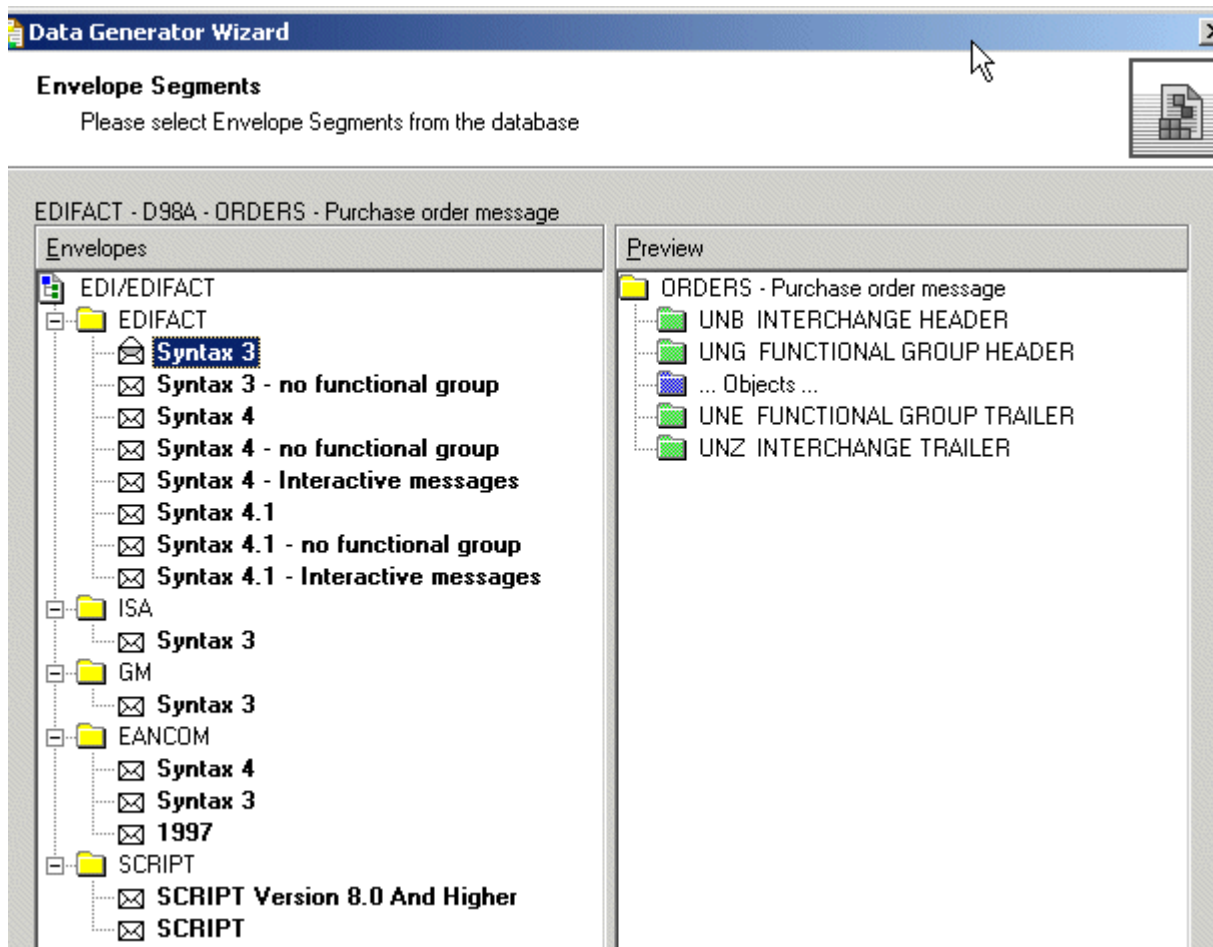 Data Generator Wizard
Envelope Segments
Please select Envelope Segments from the database
EDIFACT - D98A - ORDERS - Purchase order message
Envelopes
EDI/EDIFACT
EDIFACT
Syntax 3
Syntax 3 - no functional group
Syntax 4
Syntax 4 - no functional group
Syntax 4 - Interactive messages
Syntax 4.1
Syntax 4.1 - no functional group
Syntax 4.1 - Interactive messages
ISA
Syntax 3
GM
Syntax 3
EANCOM
Syntax 4
Syntax 3
1997
SCRIPT
SCRIPT Version 8.0 And Higher
SCRIPT
Preview
ORDERS - Purchase order message
UNB INTERCHANGE HEADER
UNG FUNCTIONAL GROUP HEADER
... Objects ...
UNE FUNCTIONAL GROUP TRAILER
UNZ INTERCHANGE TRAILER